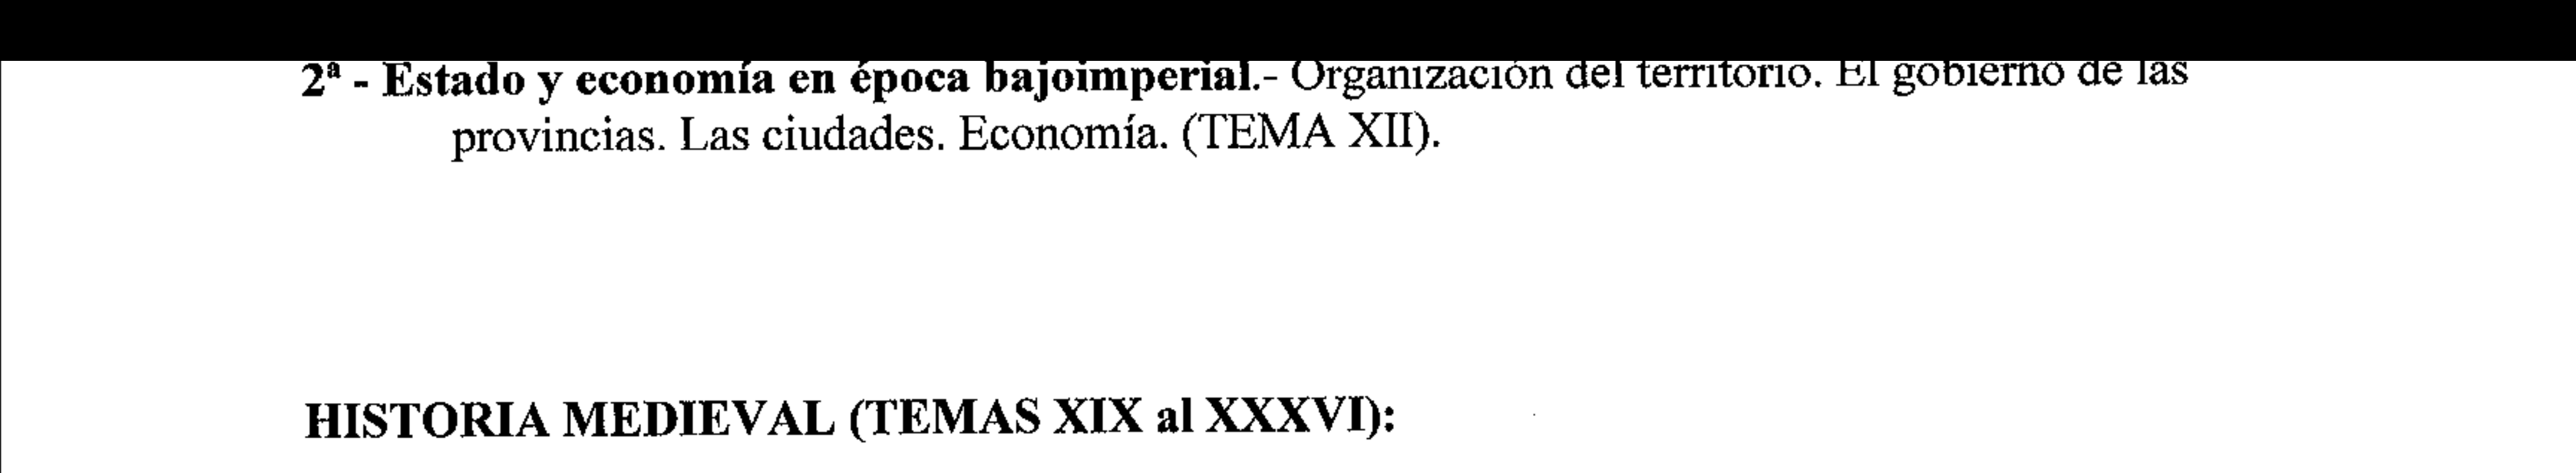 2ª - Estado y economía en época bajoimperial.- Organización del territorio. El gobierno de las
provincias. Las ciudades. Economía. (TEMA XII).
HISTORIA MEDIEVAL (TEMAS XIX al XXXVI):